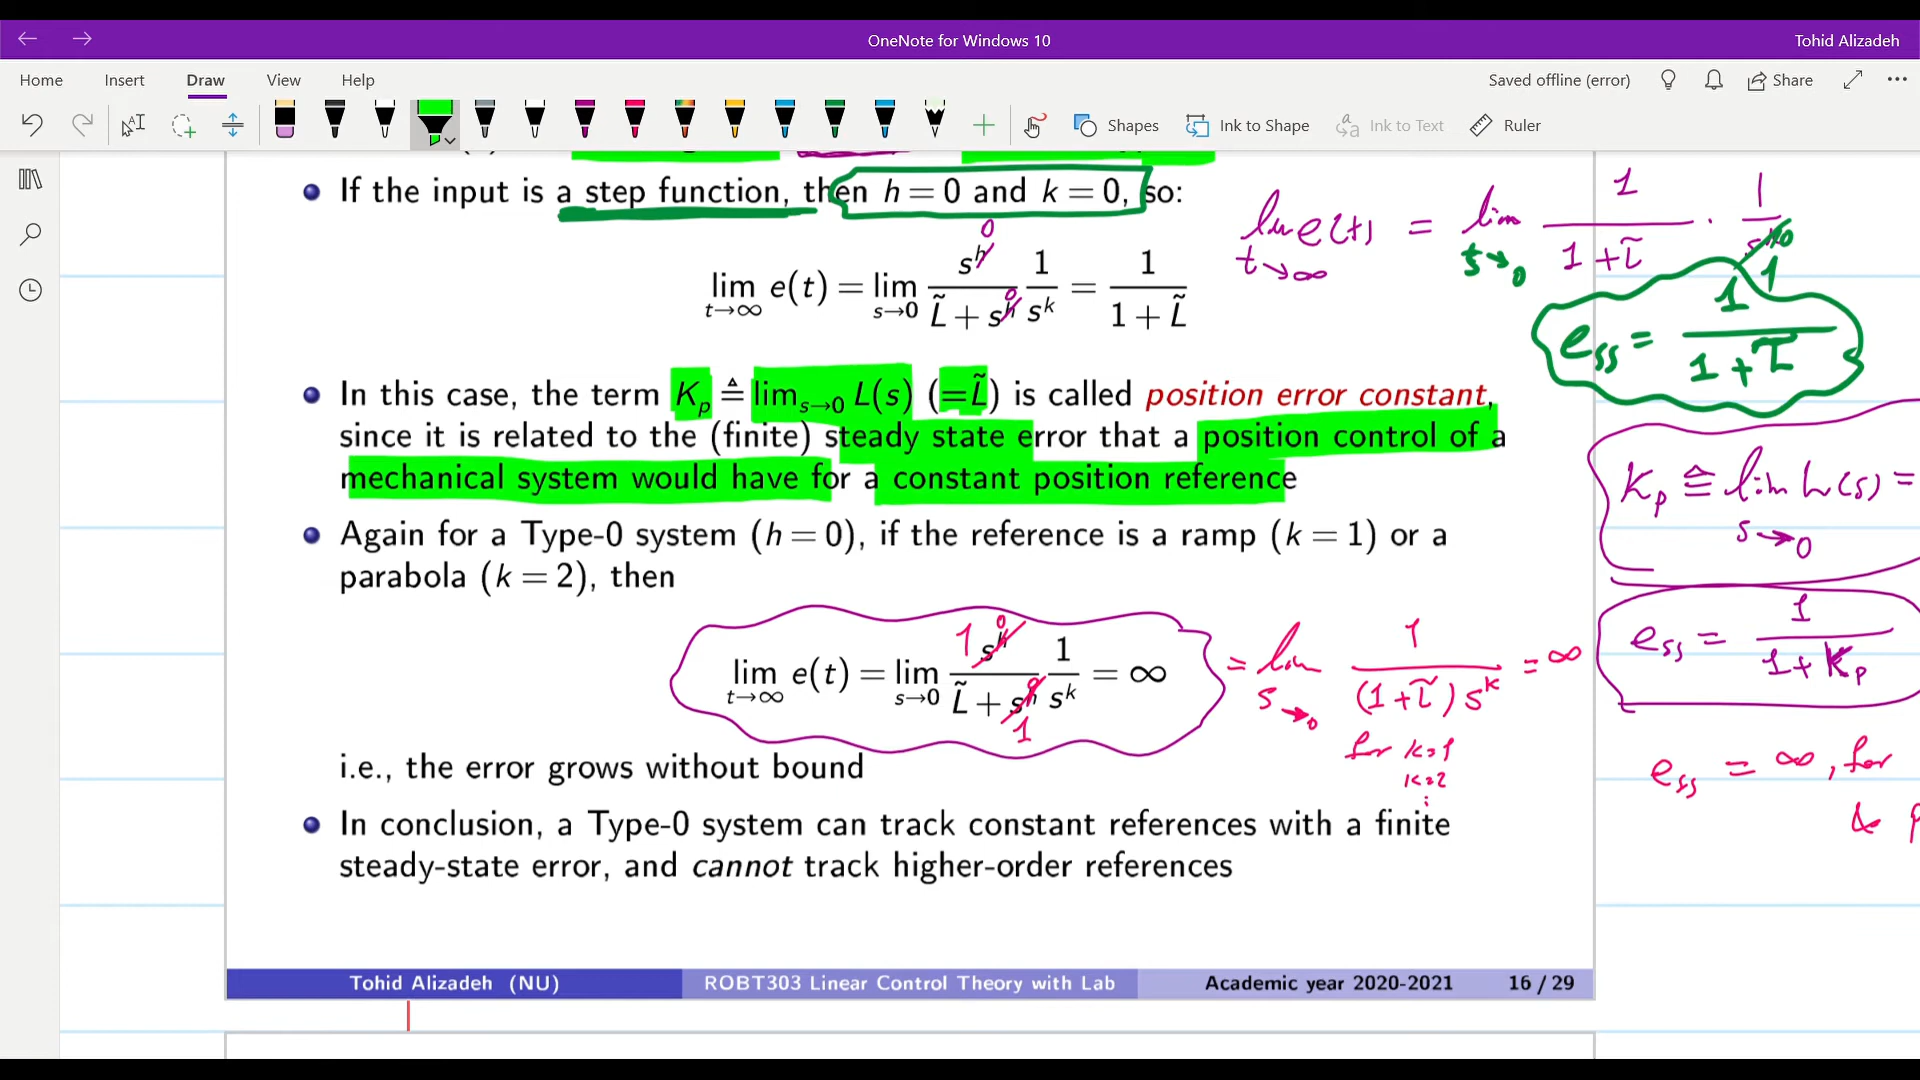 OneNote for Windows 10
Tohid Alizadeh
Home Insert Draw View Help
Saved offline (error) Share
Shapes Ink to Shape Ink to Text Ruler
If the input is a step function, then h = 0 and k = 0, so:
lim t→∞ e(t) = lim s→0 s^h / (L̃ + s^h) 1/s^k = 1 / (1 + L̃)
lim t→∞ e(t) = lim s→0 1 / (1 + L̃) · 1
e_ss = 1 / (1 + L̃)
In this case, the term K_p ≜ lim_{s→0} L(s) (= L̃) is called position error constant,
since it is related to the (finite) steady state error that a position control of a
mechanical system would have for a constant position reference
K_p ≜ lim s→0 L(s) =
Again for a Type-0 system (h = 0), if the reference is a ramp (k = 1) or a
parabola (k = 2), then
e_ss = 1 / (1 + K_p)
lim t→∞ e(t) = lim s→0 s^h / (L̃ + s^h) 1/s^k = ∞ = lim s→0 1 / ((1 + L̃) s^k) = ∞
for k=1
k=2
i.e., the error grows without bound
e_ss = ∞, for
&
In conclusion, a Type-0 system can track constant references with a finite
steady-state error, and cannot track higher-order references
Tohid Alizadeh (NU) ROBT303 Linear Control Theory with Lab Academic year 2020-2021 16 / 29